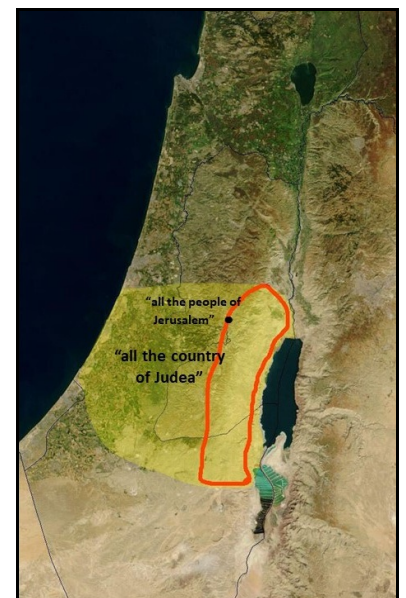 “all the people of
Jerusalem”
“all the country
of Judea”